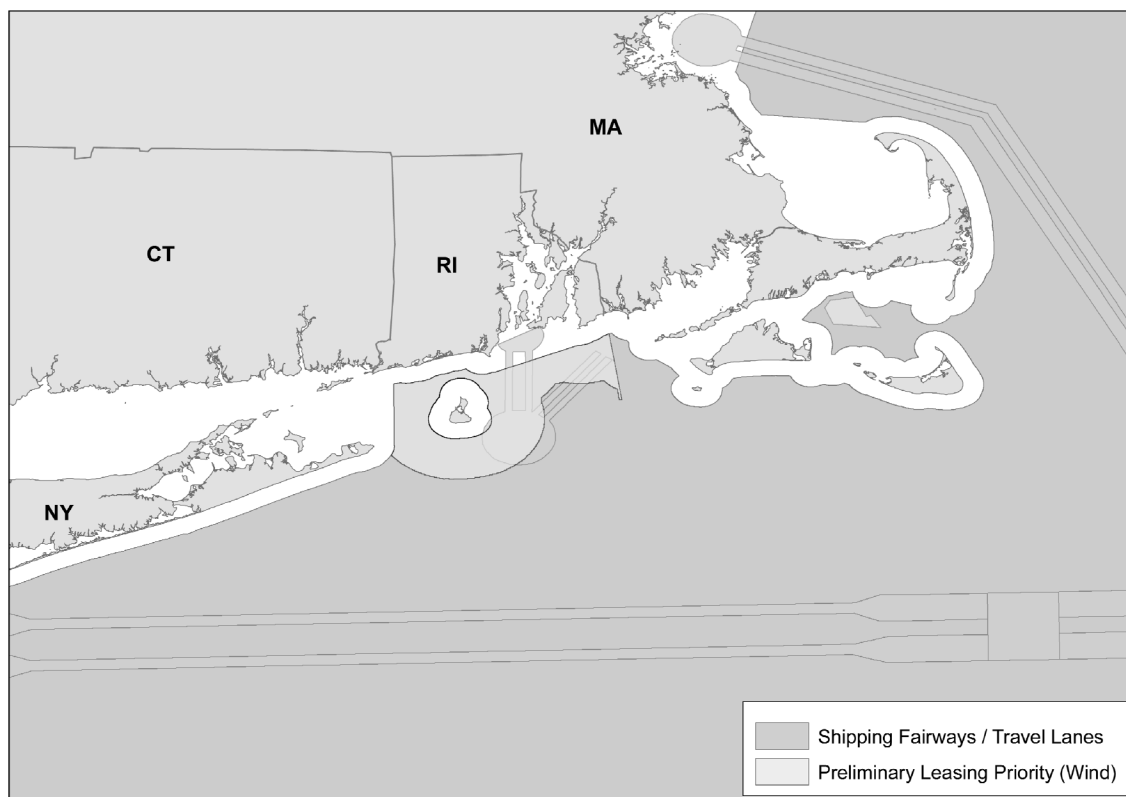 MA
CT
RI
NY
Shipping Fairways / Travel Lanes
Preliminary Leasing Priority (Wind)